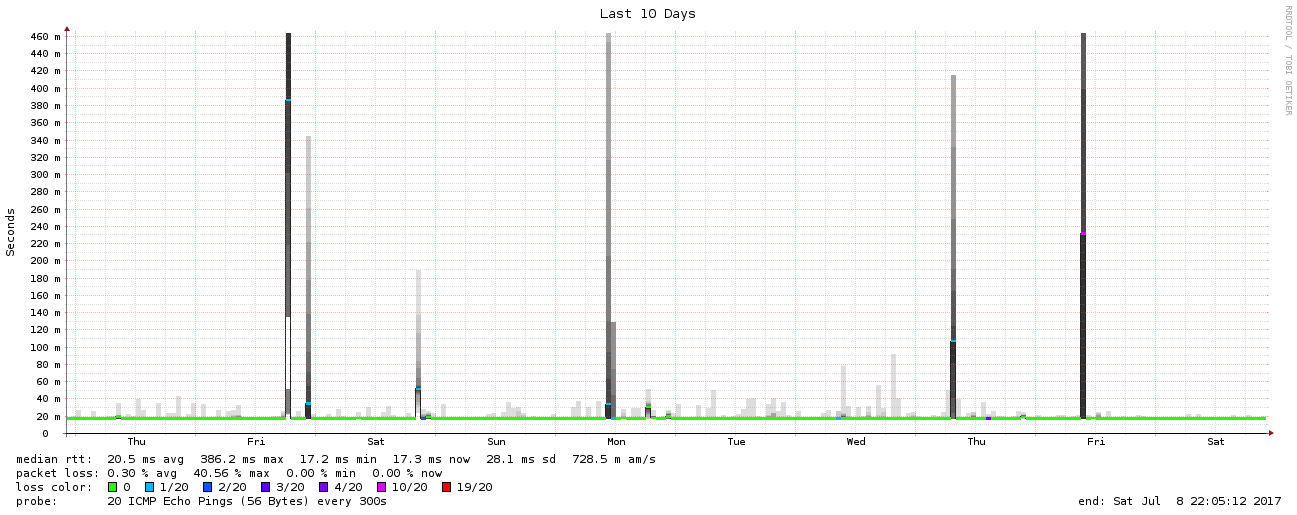 Last 10 Days
RRDTOOL / TOBI OETIKER
Seconds
460 m
440 m
420 m
400 m
380 m
360 m
340 m
320 m
300 m
280 m
260 m
240 m
220 m
200 m
180 m
160 m
140 m
120 m
100 m
80 m
60 m
40 m
20 m
0
Thu Fri Sat Sun Mon Tue Wed Thu Fri Sat
median rtt: 20.5 ms avg 386.2 ms max 17.2 ms min 17.3 ms now 28.1 ms sd 728.5 m am/s
packet loss: 0.30 % avg 40.56 % max 0.00 % min 0.00 % now
loss color: 0 1/20 2/20 3/20 4/20 10/20 19/20
probe: 20 ICMP Echo Pings (56 Bytes) every 300s end: Sat Jul 8 22:05:12 2017